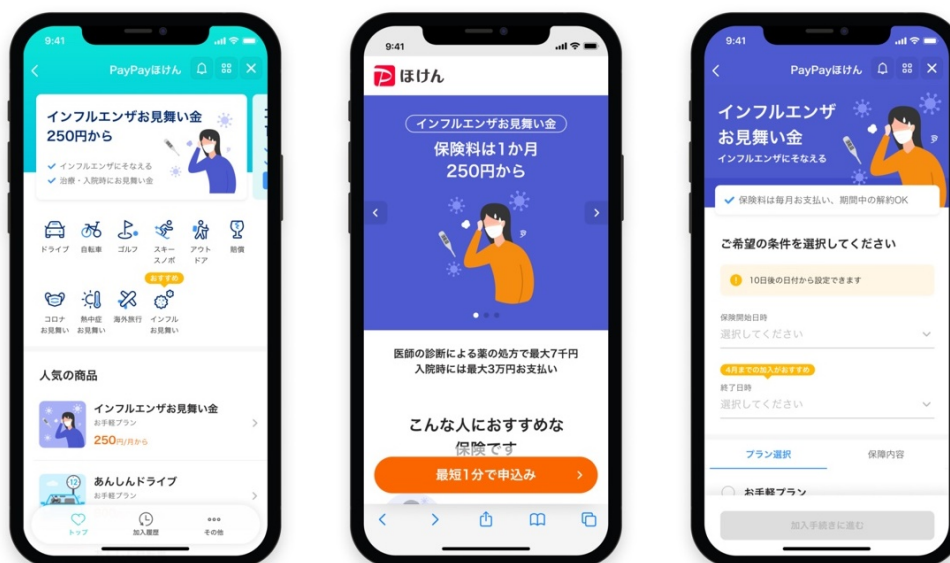 9:41
PayPayほけん
インフルエンザお見舞い金
250円から
インフルエンザにそなえる
治療・入院時にお見舞い金
ドライブ
自転車
ゴルフ
スキー
スノボ
アウト
ドア
賠償
おすすめ
コロナ
お見舞い
熱中症
お見舞い
海外旅行
インフル
お見舞い
人気の商品
インフルエンザお見舞い金
お手軽プラン
250円/月から
12
あんしんドライブ
お手軽プラン
トップ
加入履歴
その他
9:41
ほけん
インフルエンザお見舞い金
保険料は1か月
250円から
医師の診断による薬の処方で最大7千円
入院時には最大3万円お支払い
こんな人におすすめな
保険です
最短1分で申込み
9:41
PayPayほけん
インフルエンザ
お見舞い金
インフルエンザにそなえる
保険料は毎月お支払い、期間中の解約OK
ご希望の条件を選択してください
10日後の日付から設定できます
保険開始日時
選択してください
4月までの加入がおすすめ
終了日時
選択してください
プラン選択
保障内容
お手軽プラン
加入手続きに進む